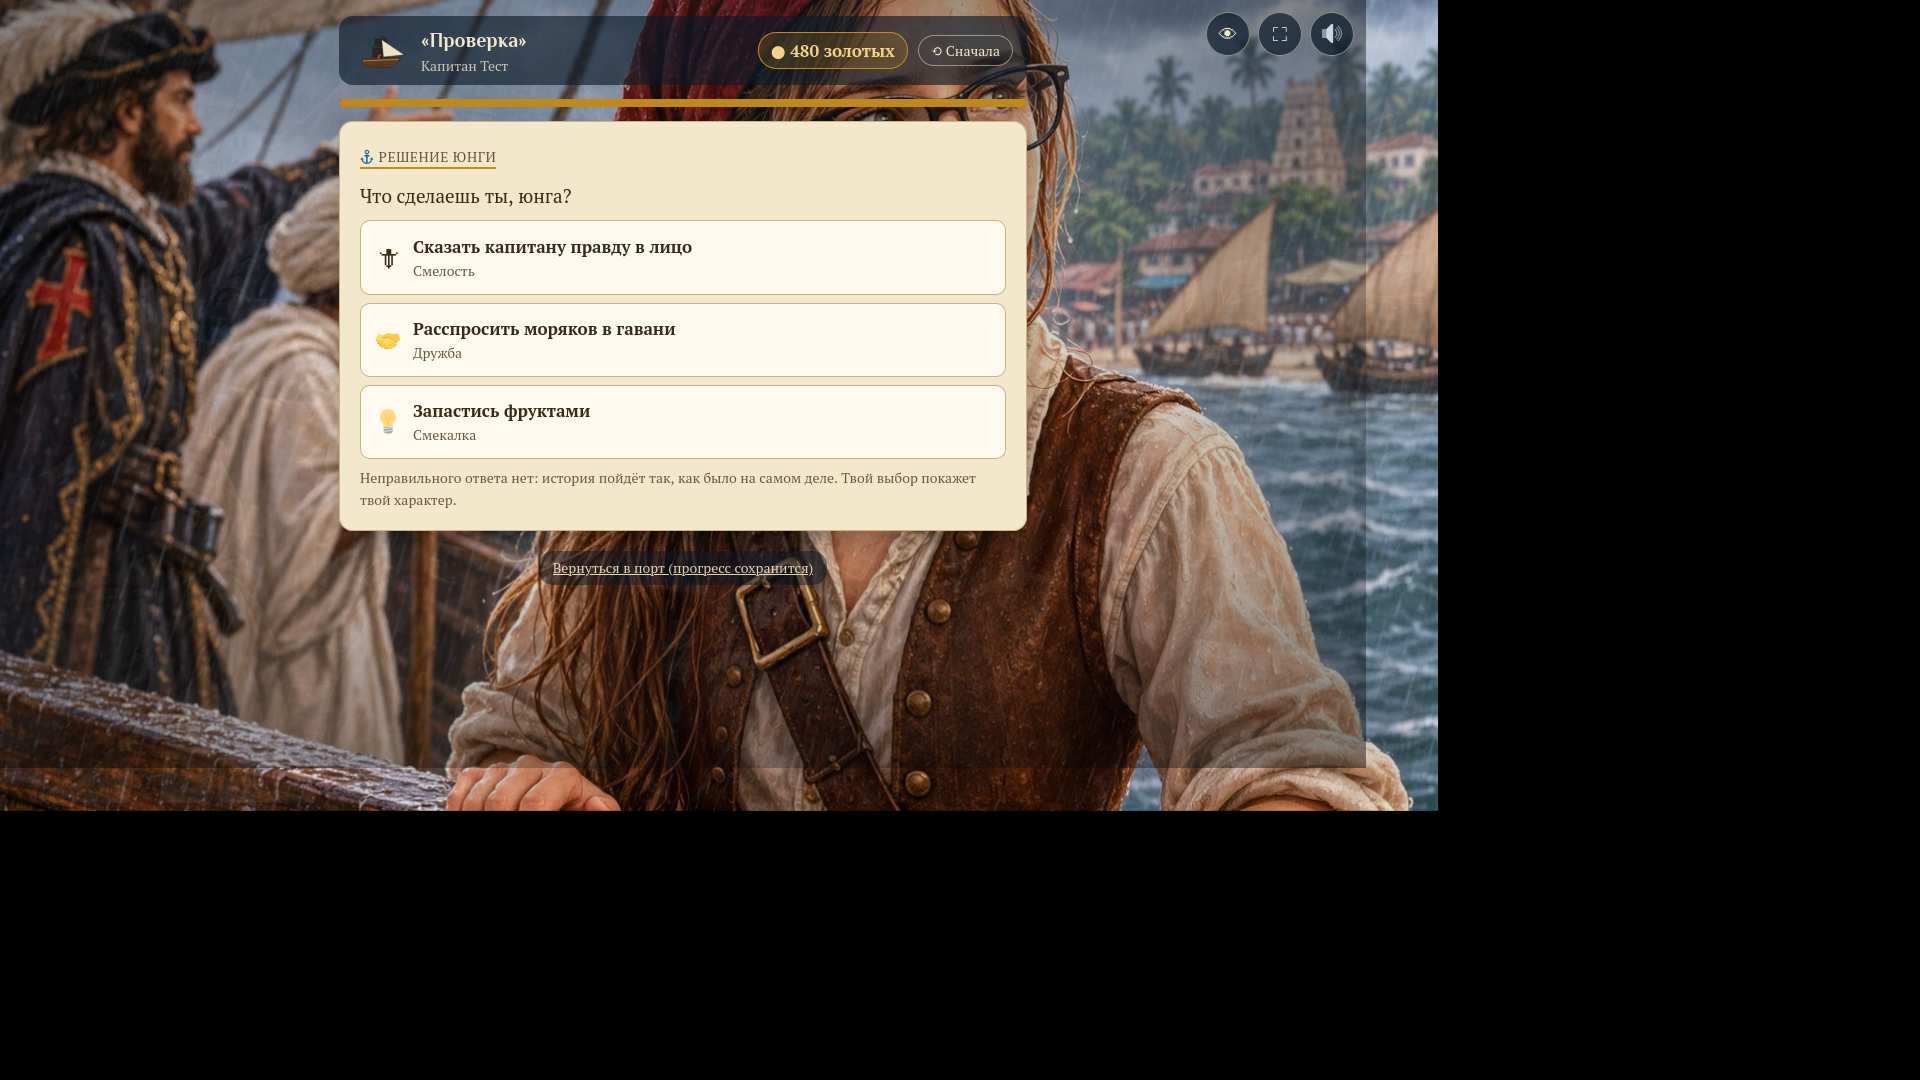 «Проверка»
Капитан Тест
480 золотых
⟲ Сначала
⚓ РЕШЕНИЕ ЮНГИ
Что сделаешь ты, юнга?
Сказать капитану правду в лицо
Смелость
Расспросить моряков в гавани
Дружба
Запастись фруктами
Смекалка
Неправильного ответа нет: история пойдёт так, как было на самом деле. Твой выбор покажет
твой характер.
Вернуться в порт (прогресс сохранится)